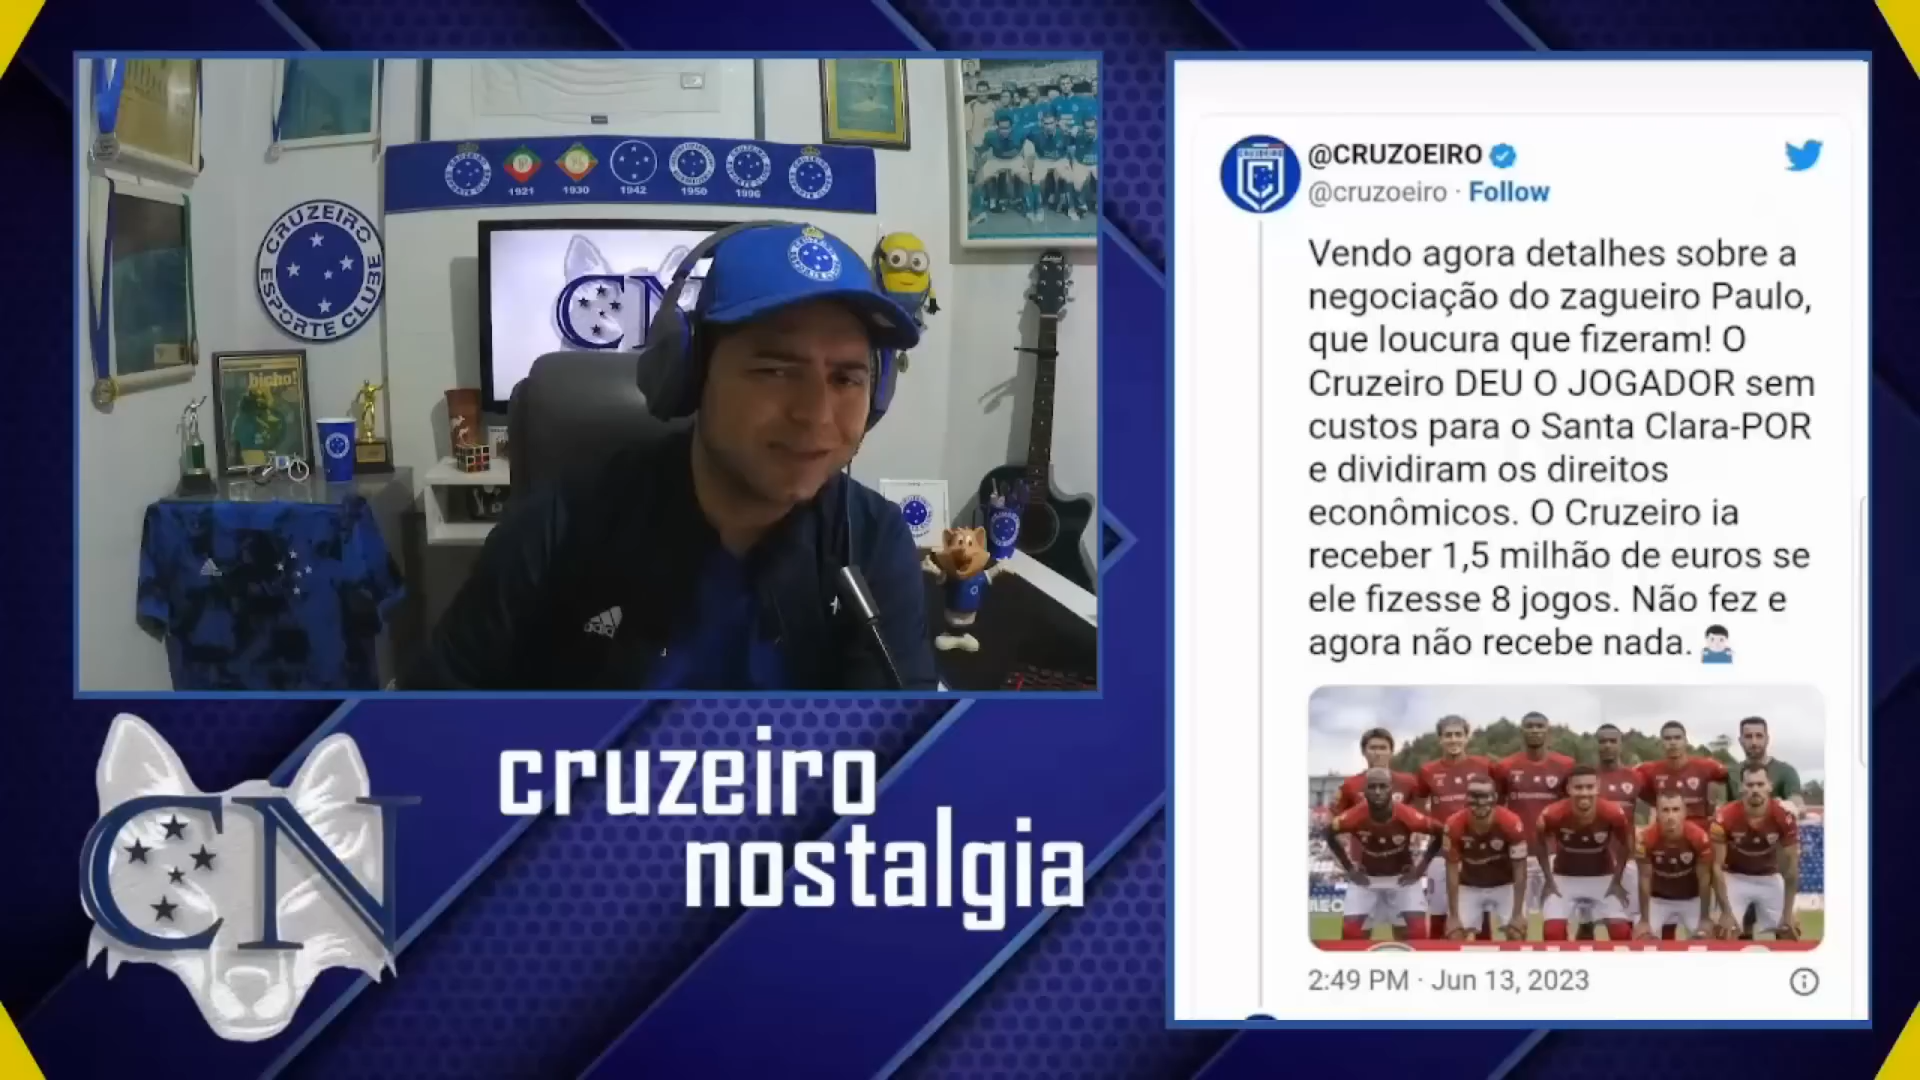 CRUZEIRO
ESPORTE CLUBE
1921
1930
1942
1950
1996
CN
bicho!
cruzeiro
nostalgia
CN
@CRUZOEIRO
@cruzoeiro · Follow
Vendo agora detalhes sobre a
negociação do zagueiro Paulo,
que loucura que fizeram! O
Cruzeiro DEU O JOGADOR sem
custos para o Santa Clara-POR
e dividiram os direitos
econômicos. O Cruzeiro ia
receber 1,5 milhão de euros se
ele fizesse 8 jogos. Não fez e
agora não recebe nada.
2:49 PM · Jun 13, 2023